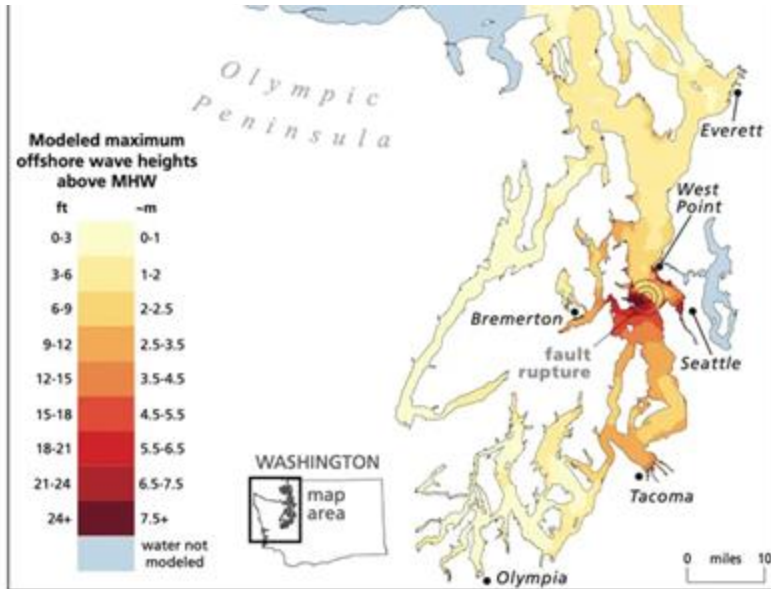 Olympic
Peninsula
Everett
West
Point
Modeled maximum
offshore wave heights
above MHW
ft ~m
0-3 0-1
3-6 1-2
6-9 2-2.5
9-12 2.5-3.5
12-15 3.5-4.5
15-18 4.5-5.5
18-21 5.5-6.5
21-24 6.5-7.5
24+ 7.5+
water not
modeled
Bremerton
fault
rupture
Seattle
WASHINGTON
map
area
Tacoma
Olympia
0 miles 10